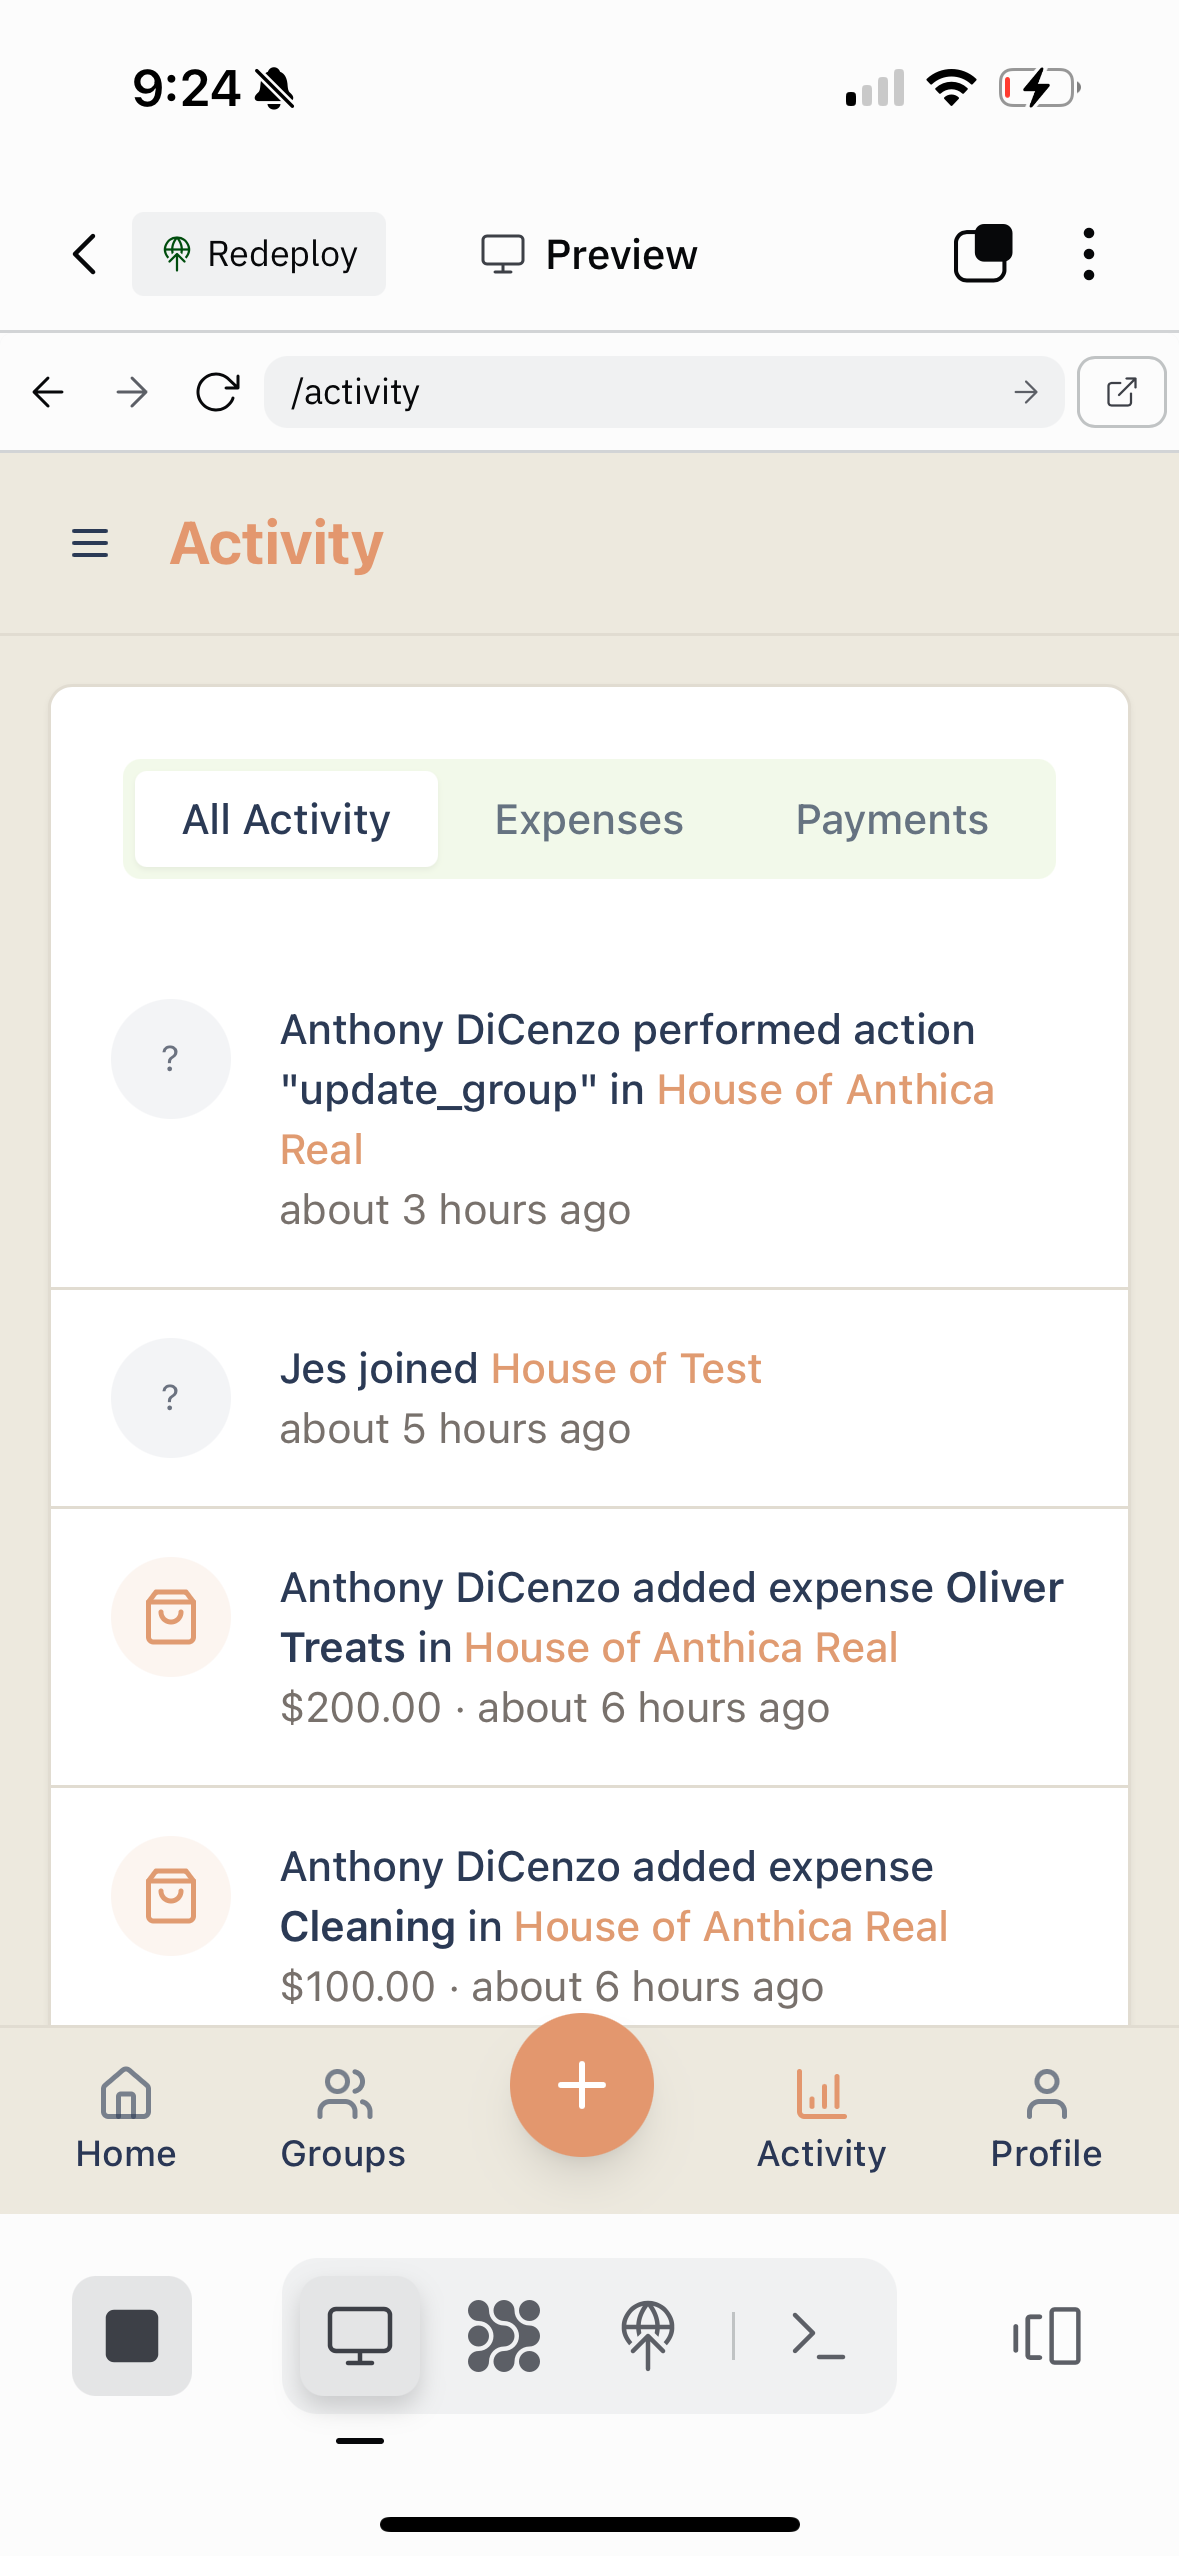 9:24
Redeploy
Preview
/activity
Activity
All Activity
Expenses
Payments
?
Anthony DiCenzo performed action
"update_group" in House of Anthica
Real
about 3 hours ago
?
Jes joined House of Test
about 5 hours ago
Anthony DiCenzo added expense Oliver
Treats in House of Anthica Real
$200.00 · about 6 hours ago
Anthony DiCenzo added expense
Cleaning in House of Anthica Real
$100.00 · about 6 hours ago
Home
Groups
Activity
Profile